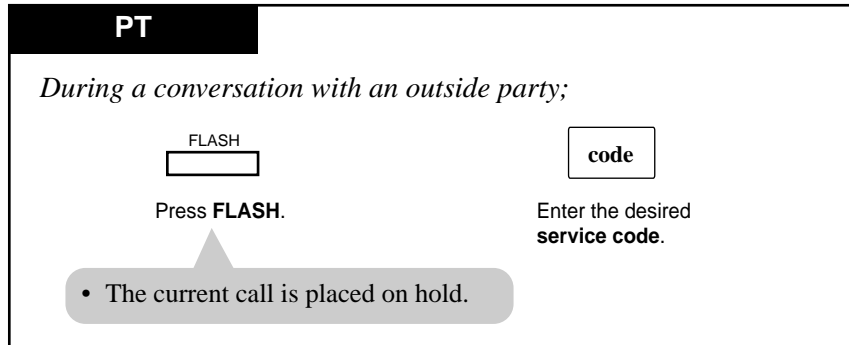 PT
During a conversation with an outside party;
FLASH
Press FLASH.
• The current call is placed on hold.
code
Enter the desired
service code.